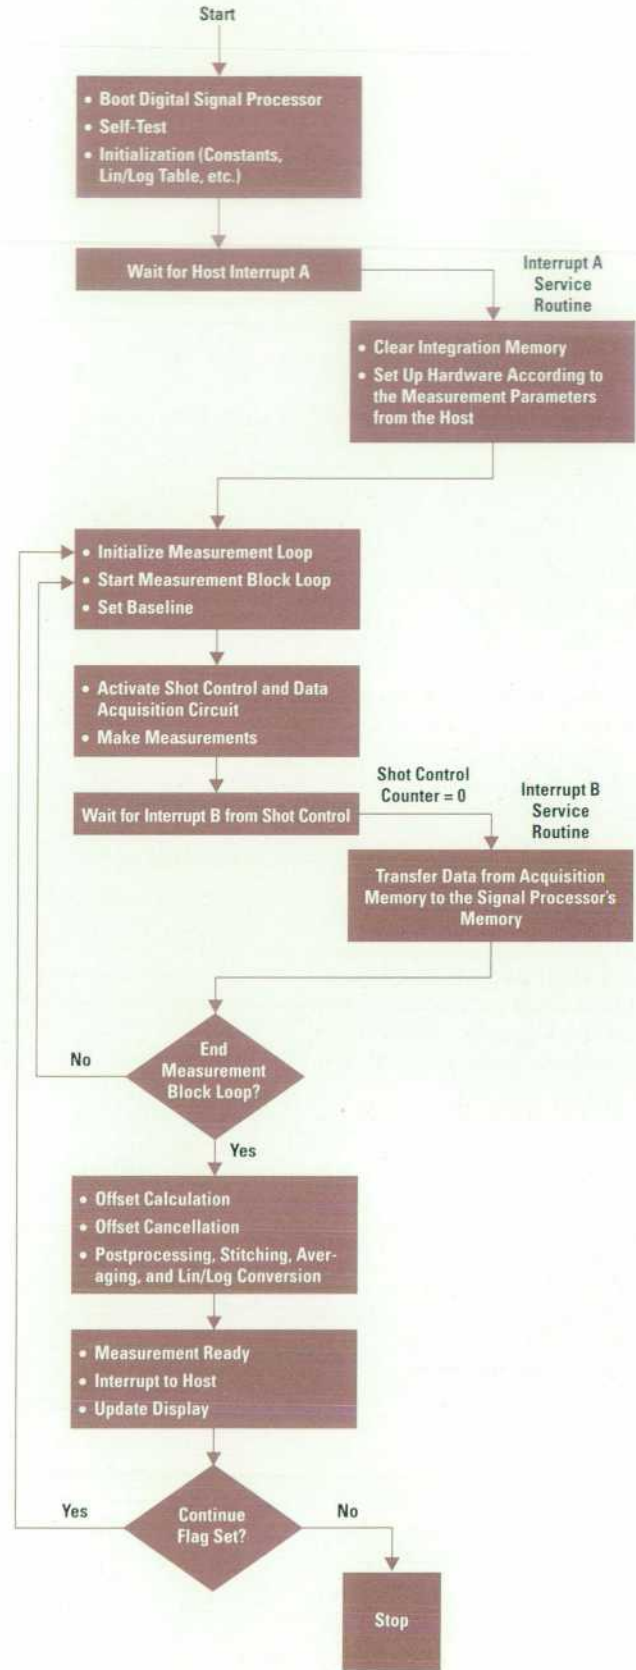 Start
• Boot Digital Signal Processor
• Self-Test
• Initialization (Constants,
Lin/Log Table, etc.)
Wait for Host Interrupt A
Interrupt A
Service
Routine
• Clear Integration Memory
• Set Up Hardware According to
the Measurement Parameters
from the Host
• Initialize Measurement Loop
• Start Measurement Block Loop
• Set Baseline
• Activate Shot Control and Data
Acquisition Circuit
• Make Measurements
Shot Control
Counter = 0
Wait for Interrupt B from Shot Control
Interrupt B
Service
Routine
Transfer Data from Acquisition
Memory to the Signal Processor's
Memory
End
Measurement
Block Loop?
No
Yes
• Offset Calculation
• Offset Cancellation
• Postprocessing, Stitching, Aver-
aging, and Lin/Log Conversion
• Measurement Ready
• Interrupt to Host
• Update Display
Yes
Continue
Flag Set?
No
Stop